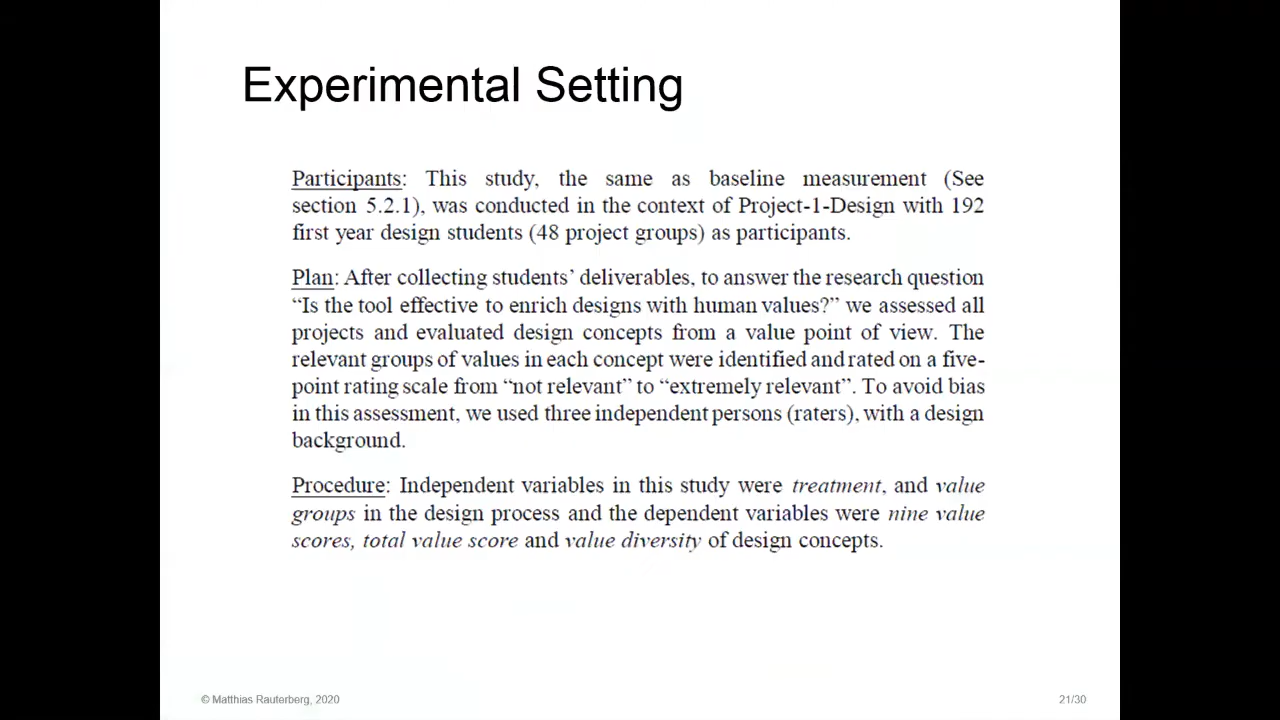 Experimental Setting
Participants: This study, the same as baseline measurement (See
section 5.2.1), was conducted in the context of Project-1-Design with 192
first year design students (48 project groups) as participants.
Plan: After collecting students’ deliverables, to answer the research question
“Is the tool effective to enrich designs with human values?” we assessed all
projects and evaluated design concepts from a value point of view. The
relevant groups of values in each concept were identified and rated on a five-
point rating scale from “not relevant” to “extremely relevant”. To avoid bias
in this assessment, we used three independent persons (raters), with a design
background.
Procedure: Independent variables in this study were treatment, and value
groups in the design process and the dependent variables were nine value
scores, total value score and value diversity of design concepts.
© Matthias Rauterberg, 2020
21/30